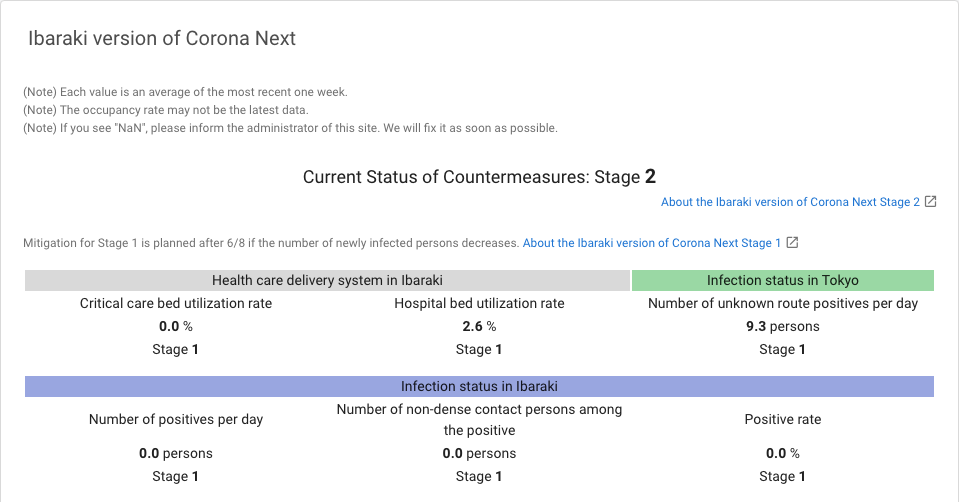 Ibaraki version of Corona Next
(Note) Each value is an average of the most recent one week.
(Note) The occupancy rate may not be the latest data.
(Note) If you see "NaN", please inform the administrator of this site. We will fix it as soon as possible.
Current Status of Countermeasures: Stage 2
About the Ibaraki version of Corona Next Stage 2
Mitigation for Stage 1 is planned after 6/8 if the number of newly infected persons decreases. About the Ibaraki version of Corona Next Stage 1
Health care delivery system in Ibaraki Infection status in Tokyo
Critical care bed utilization rate Hospital bed utilization rate Number of unknown route positives per day
0.0 % 2.6 % 9.3 persons
Stage 1 Stage 1 Stage 1
Infection status in Ibaraki
Number of positives per day Number of non-dense contact persons among
the positive Positive rate
0.0 persons 0.0 persons 0.0 %
Stage 1 Stage 1 Stage 1